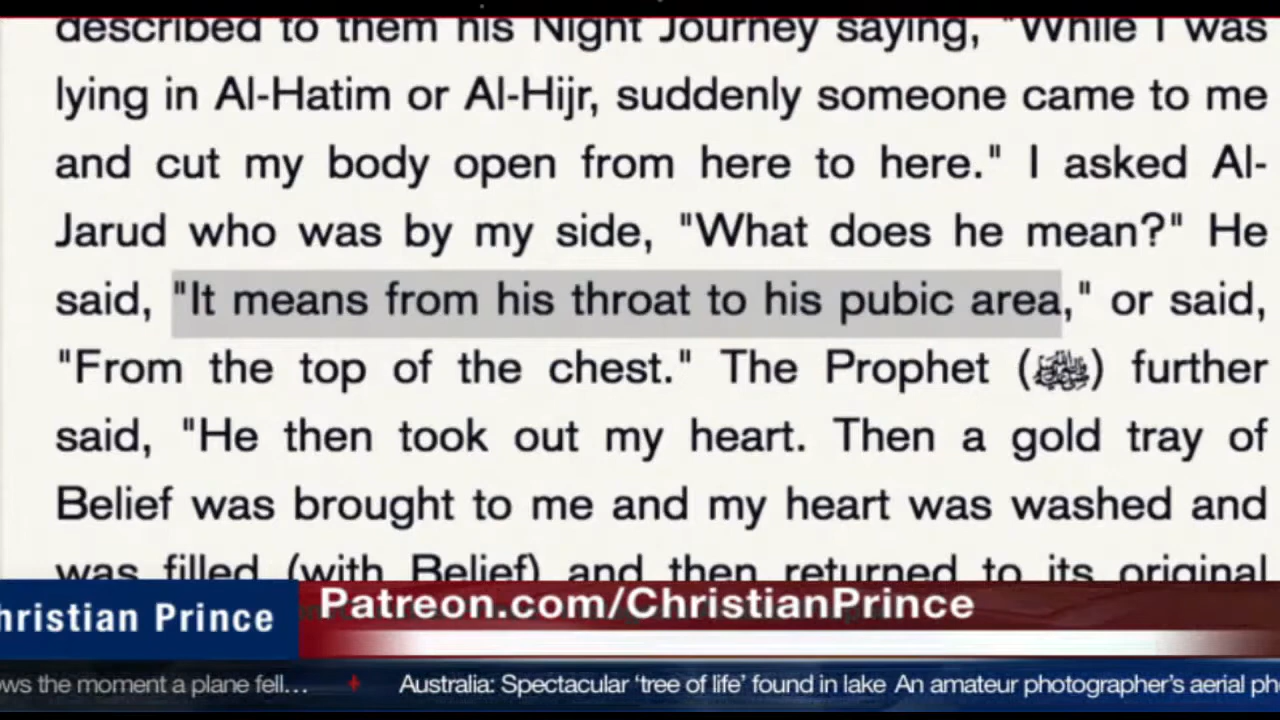 described to them his Night Journey saying, "While I was
lying in Al-Hatim or Al-Hijr, suddenly someone came to me
and cut my body open from here to here." I asked Al-
Jarud who was by my side, "What does he mean?" He
said, "It means from his throat to his pubic area," or said,
"From the top of the chest." The Prophet (ﷺ) further
said, "He then took out my heart. Then a gold tray of
Belief was brought to me and my heart was washed and
was filled (with Belief) and then returned to its original
hristian Prince
Patreon.com/ChristianPrince
ws the moment a plane fell... Australia: Spectacular ‘tree of life’ found in lake An amateur photographer’s aerial ph